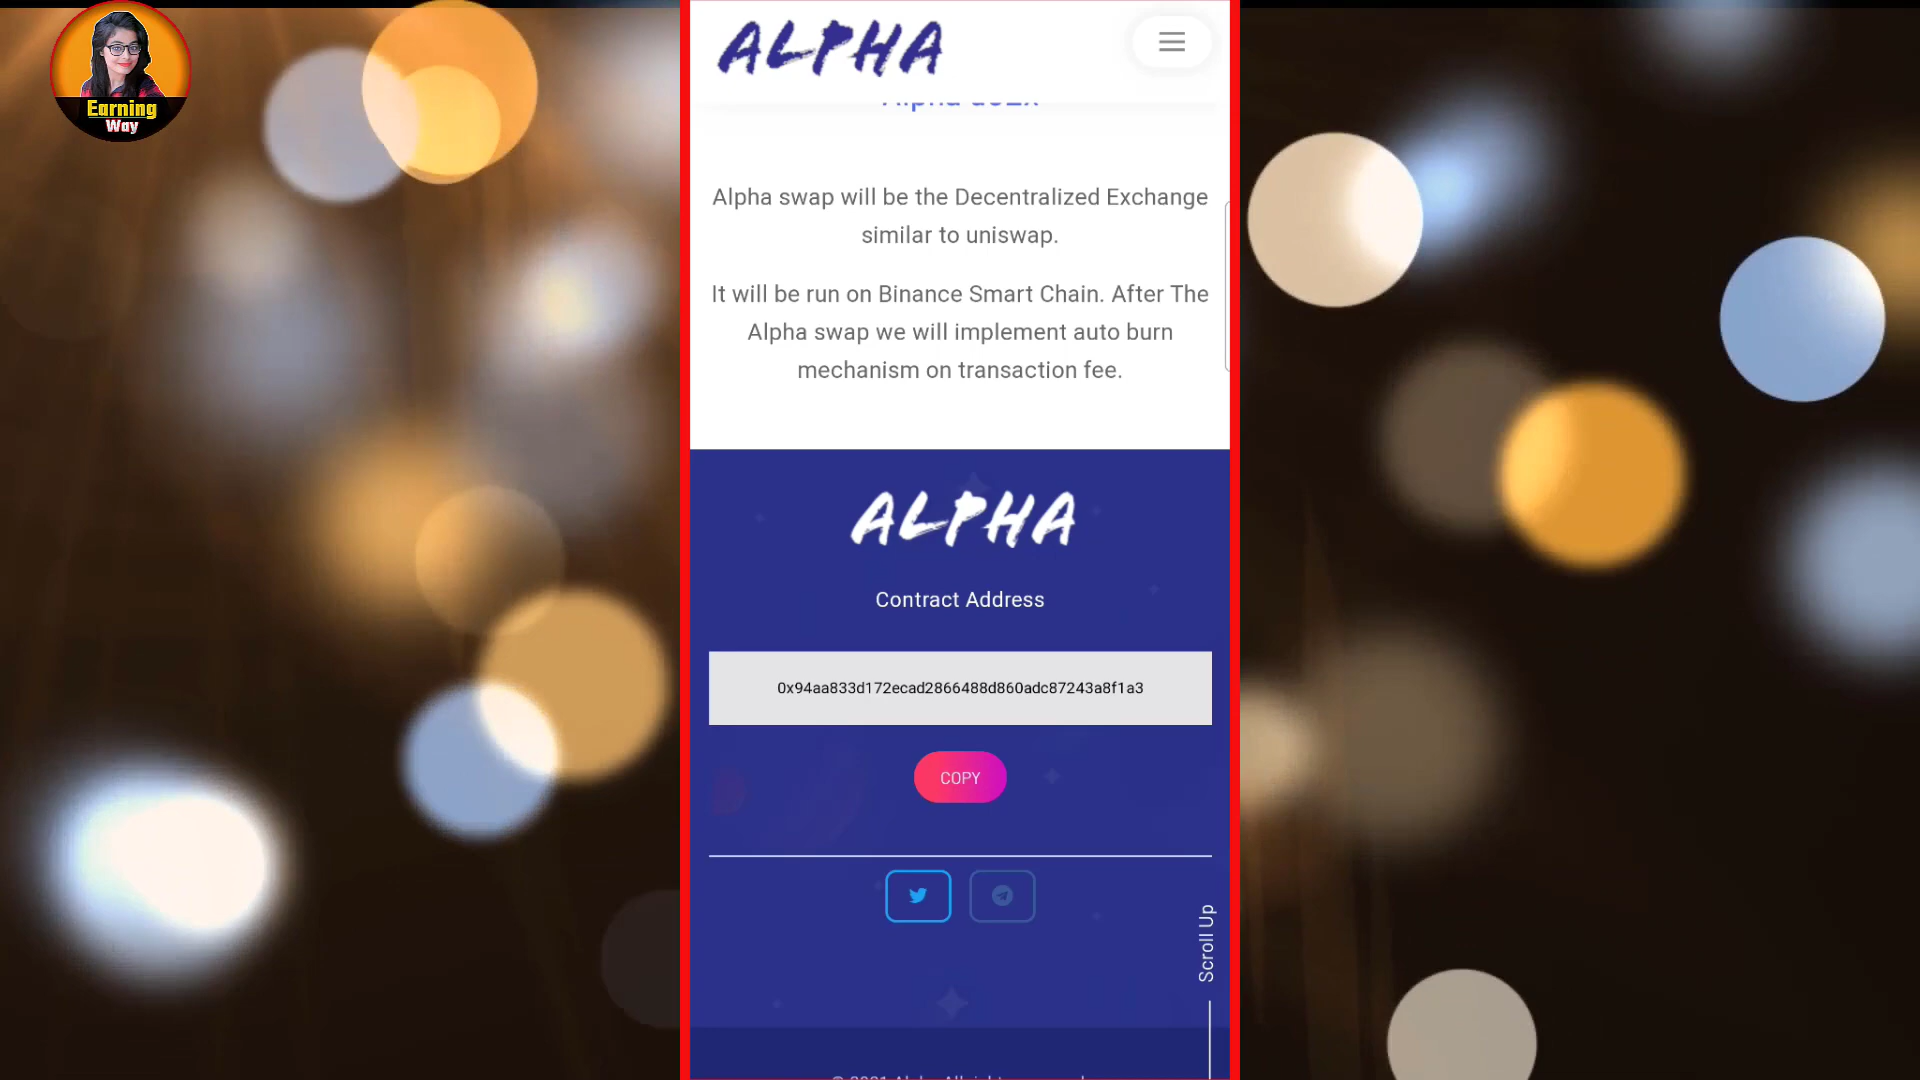 Earning
Way
ALPHA
Alpha swap will be the Decentralized Exchange
similar to uniswap.
It will be run on Binance Smart Chain. After The
Alpha swap we will implement auto burn
mechanism on transaction fee.
ALPHA
Contract Address
0x94aa833d172ecad2866488d860adc87243a8f1a3
COPY
Scroll Up